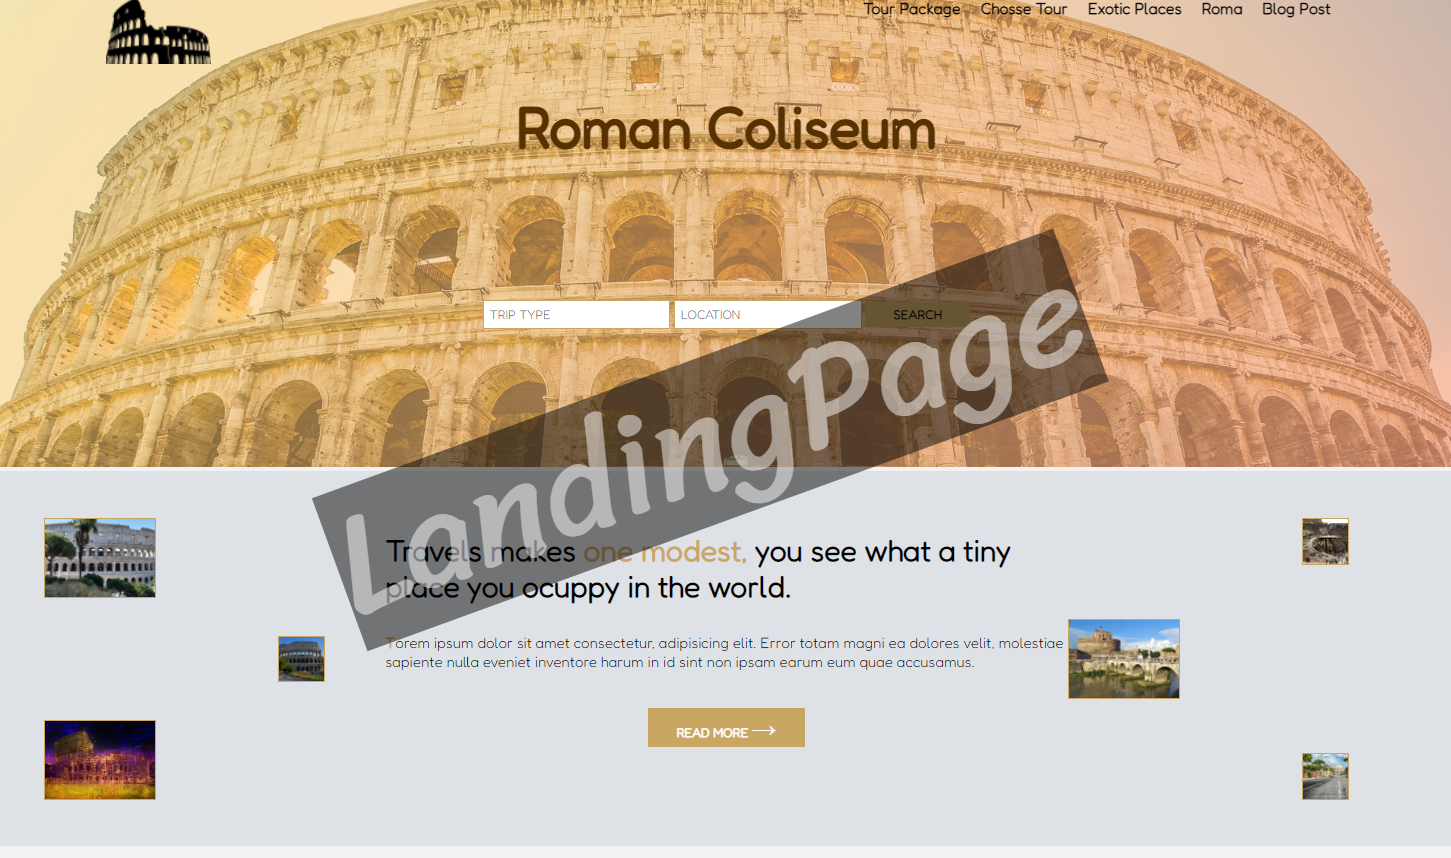 Tour Package Chosse Tour Exotic Places Roma Blog Post
Roman Coliseum
TRIP TYPE LOCATION SEARCH
LandingPage
Travels makes one modest, you see what a tiny
place you ocuppy in the world.
Torem ipsum dolor sit amet consectetur, adipisicing elit. Error totam magni ea dolores velit, molestiae
sapiente nulla eveniet inventore harum in id sint non ipsam earum eum quae accusamus.
READ MORE